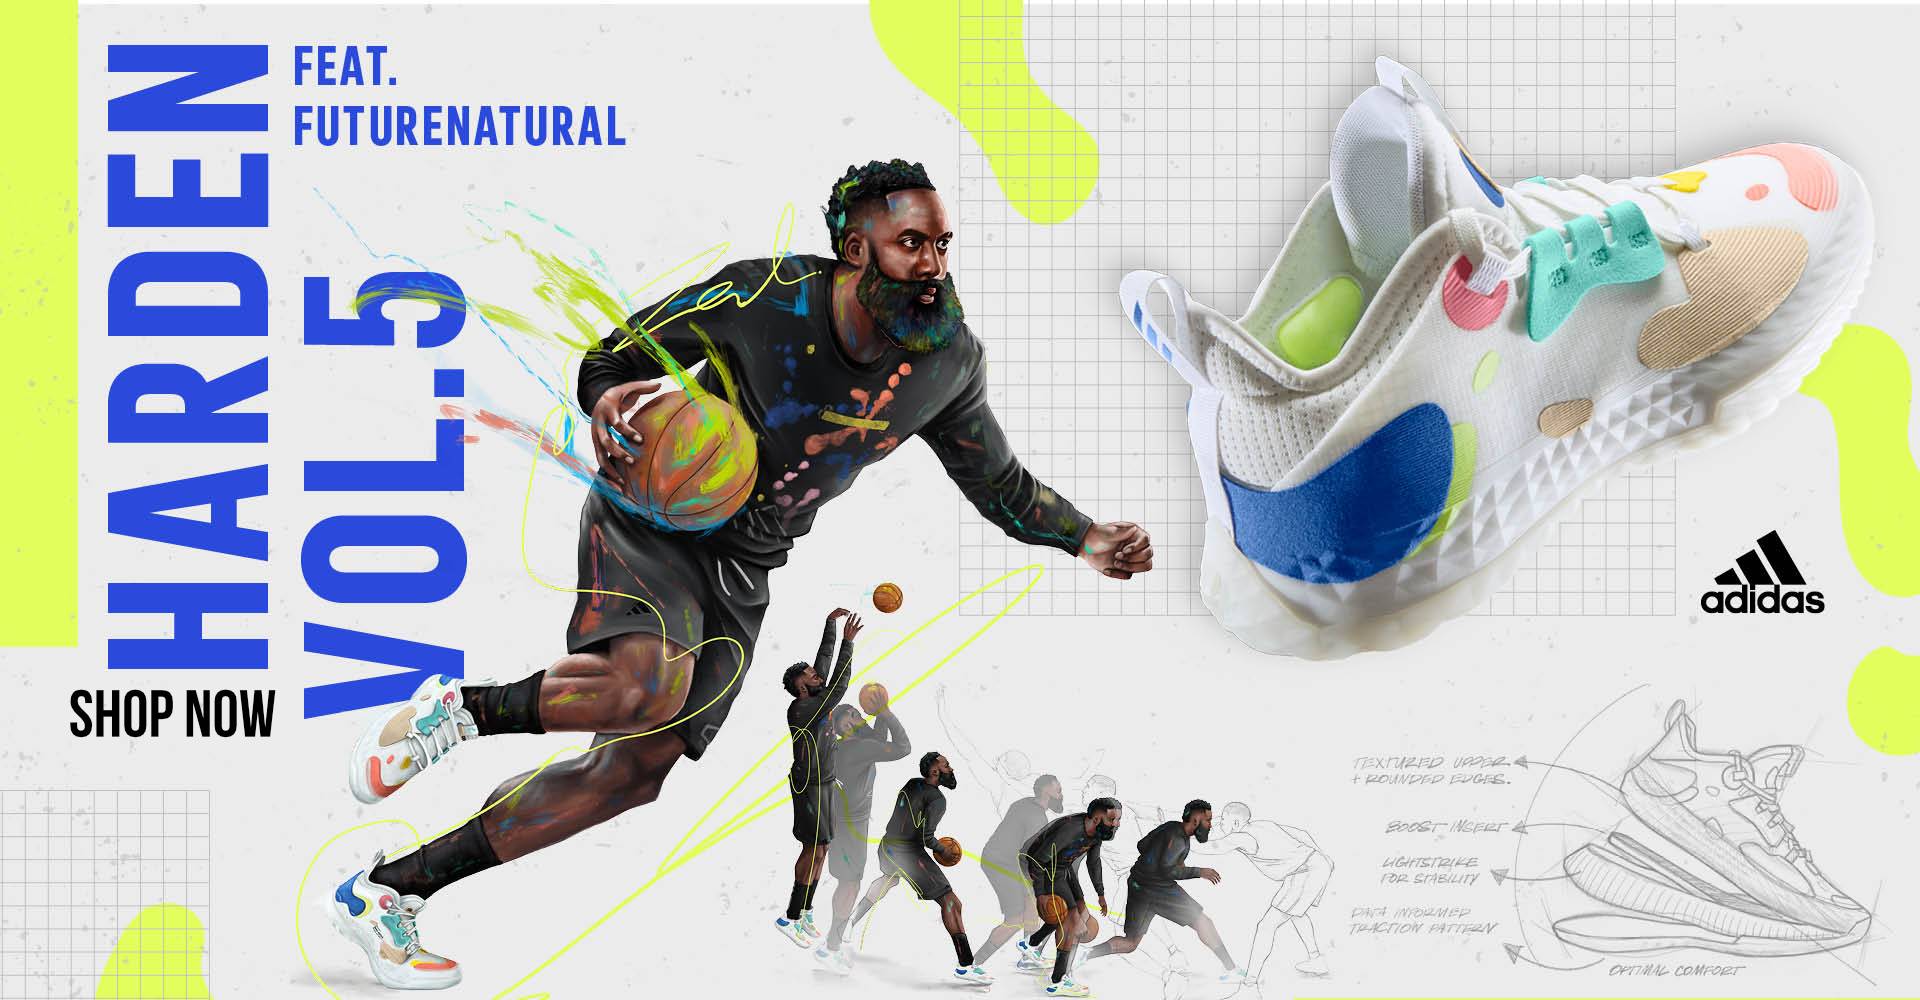 HARDEN
VOL.5
FEAT.
FUTURENATURAL
SHOP NOW
adidas
TEXTURED UPPER
+ ROUNDED EDGES.
BOOST INSERT
LIGHTSTRIKE
FOR STABILITY
DATA INFORMED
TRACTION PATTERN
OPTIMAL COMFORT